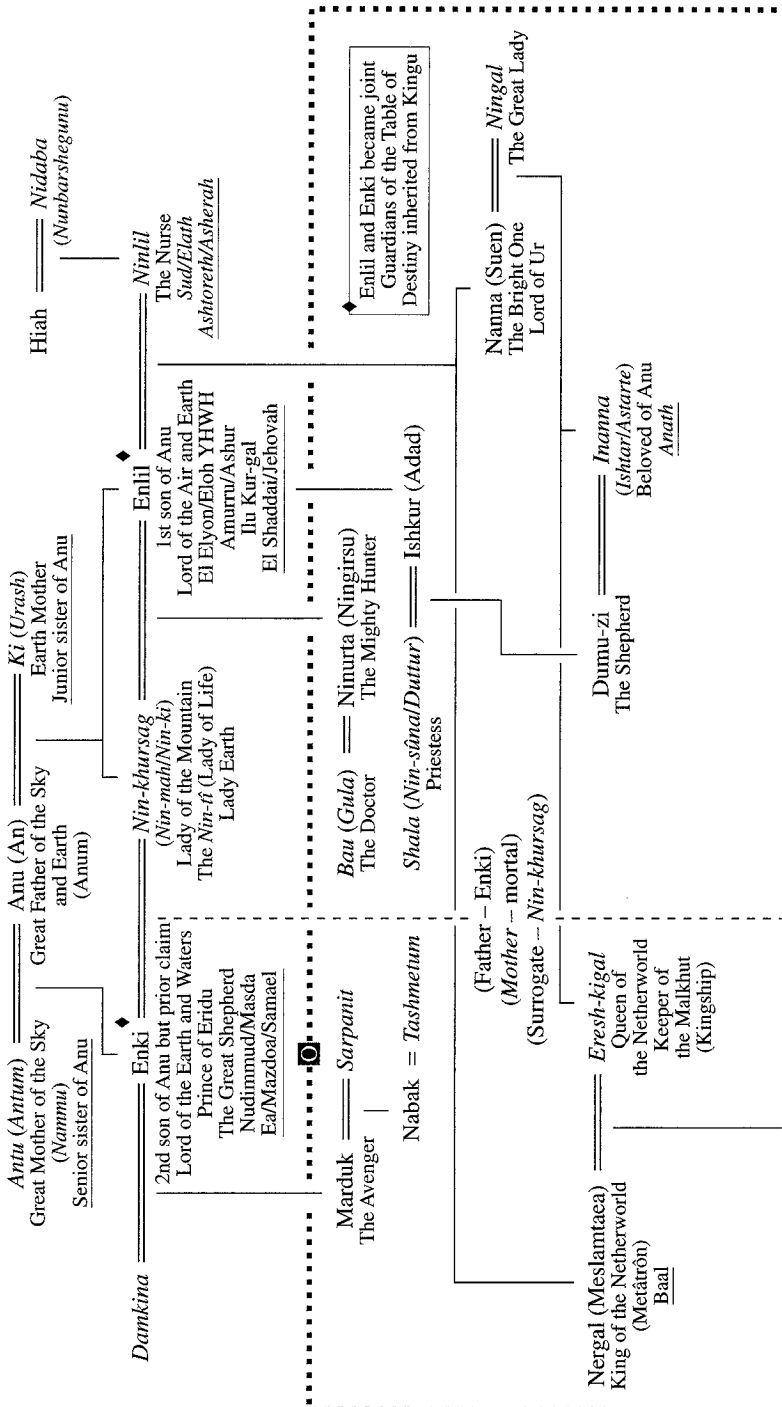 Antu (Antum)
Great Mother of the Sky
(Nammu)
Senior sister of Anu
Anu (An)
Great Father of the Sky
and Earth
(Anum)
Ki (Urash)
Earth Mother
Junior sister of Anu
Hiah
Nidaba
(Nunbarshegunu)
Damkina
Enki
2nd son of Anu but prior claim
Lord of the Earth and Waters
Prince of Eridu
The Great Shepherd
Nudimmud/Masda
Ea/Mazdoa/Samael
Nin-khursag
(Nin-mah/Nin-ki)
Lady of the Mountain
The Nin-tî (Lady of Life)
Lady Earth
Enlil
1st son of Anu
Lord of the Air and Earth
El Elyon/Eloh YHWH
Amurru/Ashur
Ilu Kur-gal
El Shaddai/Jehovah
Ninlil
The Nurse
Sud/Elath
Ashtoreth/Asherah
Marduk
The Avenger
Sarpanit
Nabak = Tashmetum
Bau (Gula)
The Doctor
Ninurta (Ningirsu)
The Mighty Hunter
Shala (Nin-sûna/Duttur)
Priestess
Ishkur (Adad)
Enlil and Enki became joint
Guardians of the Table of
Destiny inherited from Kingu
Nanna (Suen)
The Bright One
Lord of Ur
Ningal
The Great Lady
(Father – Enki)
(Mother – mortal)
(Surrogate – Nin-khursag)
Nergal (Meslamtaea)
King of the Netherworld
(Metâtrôn)
Baal
Eresh-kigal
Queen of
the Netherworld
Keeper of
the Malkhut
(Kingship)
Dumu-zi
The Shepherd
Inanna
(Ishtar/Astarte)
Beloved of Anu
Anath